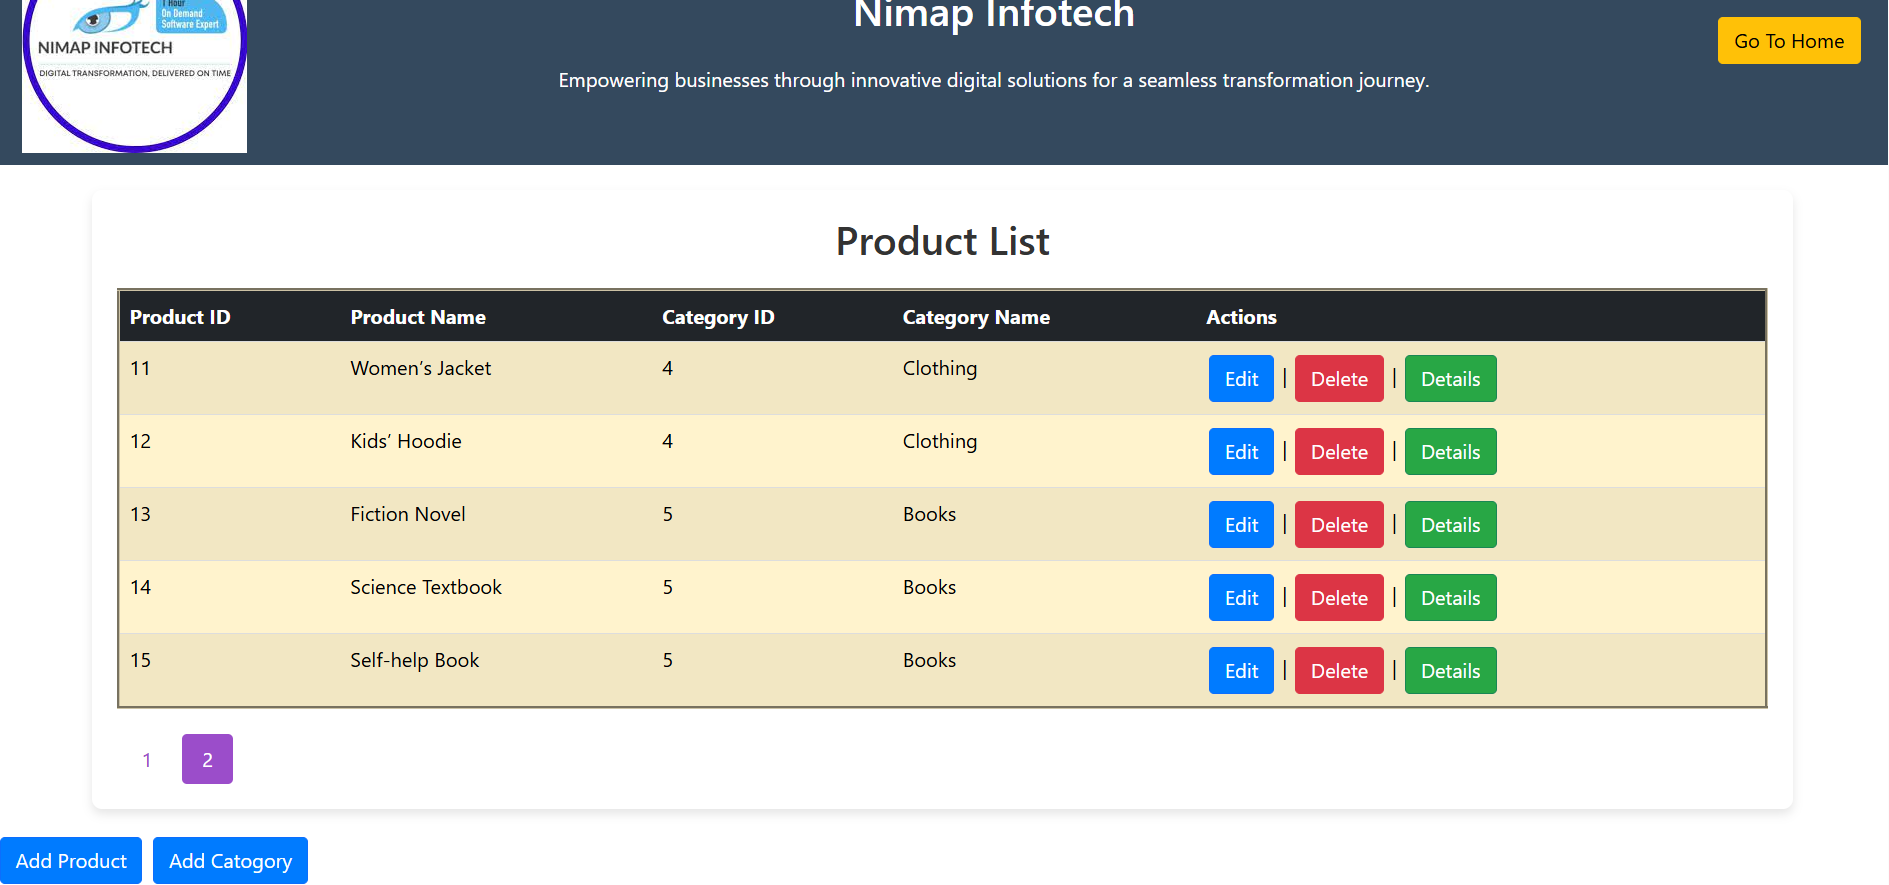 1 Hour
On Demand
Software Expert
NIMAP INFOTECH
DIGITAL TRANSFORMATION, DELIVERED ON TIME
Nimap Infotech
Empowering businesses through innovative digital solutions for a seamless transformation journey.
Go To Home
Product List
Product ID Product Name Category ID Category Name Actions
11 Women’s Jacket 4 Clothing Edit | Delete | Details
12 Kids’ Hoodie 4 Clothing Edit | Delete | Details
13 Fiction Novel 5 Books Edit | Delete | Details
14 Science Textbook 5 Books Edit | Delete | Details
15 Self-help Book 5 Books Edit | Delete | Details
1 2
Add Product Add Catogory